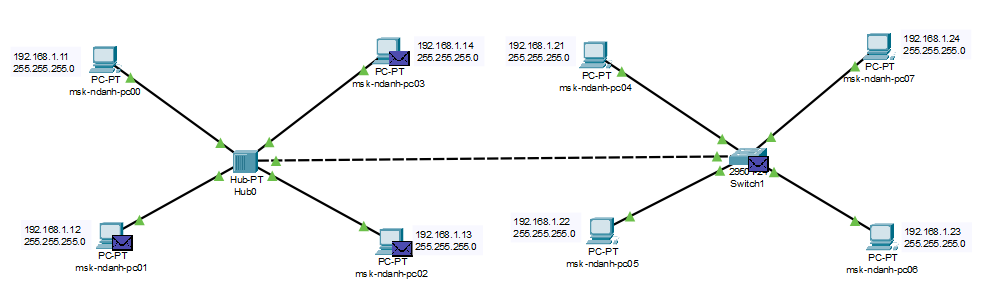 192.168.1.11
255.255.255.0
PC-PT
msk-ndanh-pc00
192.168.1.14
255.255.255.0
PC-PT
msk-ndanh-pc03
192.168.1.21
255.255.255.0
PC-PT
msk-ndanh-pc04
192.168.1.24
255.255.255.0
PC-PT
msk-ndanh-pc07
Hub-PT
Hub0
Switch1
192.168.1.12
255.255.255.0
PC-PT
msk-ndanh-pc01
192.168.1.13
255.255.255.0
PC-PT
msk-ndanh-pc02
192.168.1.22
255.255.255.0
PC-PT
msk-ndanh-pc05
192.168.1.23
255.255.255.0
PC-PT
msk-ndanh-pc06